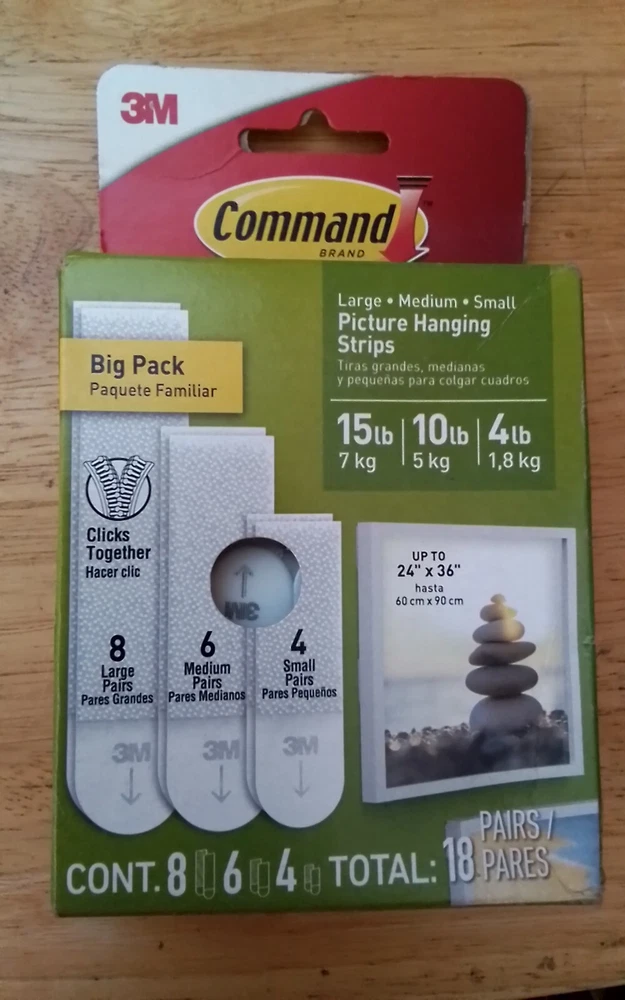 3M
Command™
BRAND
Large • Medium • Small
Picture Hanging
Strips
Tiras grandes, medianas
y pequeñas para colgar cuadros
15lb
7 kg
10lb
5 kg
4lb
1,8 kg
Big Pack
Paquete Familiar
Clicks
Together
Hacer clic
UP TO
24" x 36"
hasta
60 cm x 90 cm
3M
8
Large
Pairs
Pares Grandes
6
Medium
Pairs
Pares Medianos
4
Small
Pairs
Pares Pequeños
3M
3M
3M
CONT. 8 6 4 TOTAL: 18 PAIRS / PARES